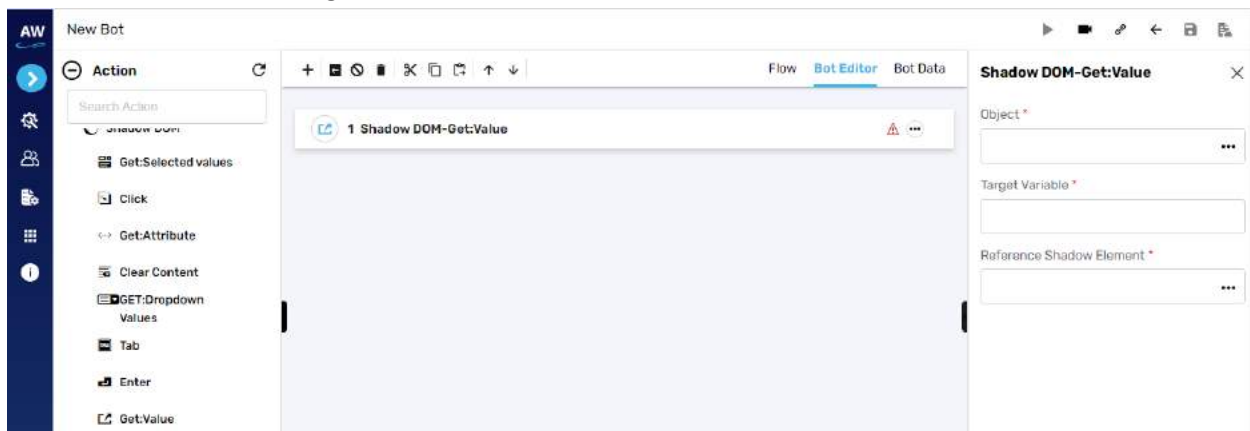 AW
New Bot
Action
Search Action
Shadow DOM
Get:Selected values
Click
Get:Attribute
Clear Content
GET:Dropdown
Values
Tab
Enter
Get:Value
Flow
Bot Editor
Bot Data
1 Shadow DOM-Get:Value
Shadow DOM-Get:Value
Object *
Target Variable *
Reference Shadow Element *